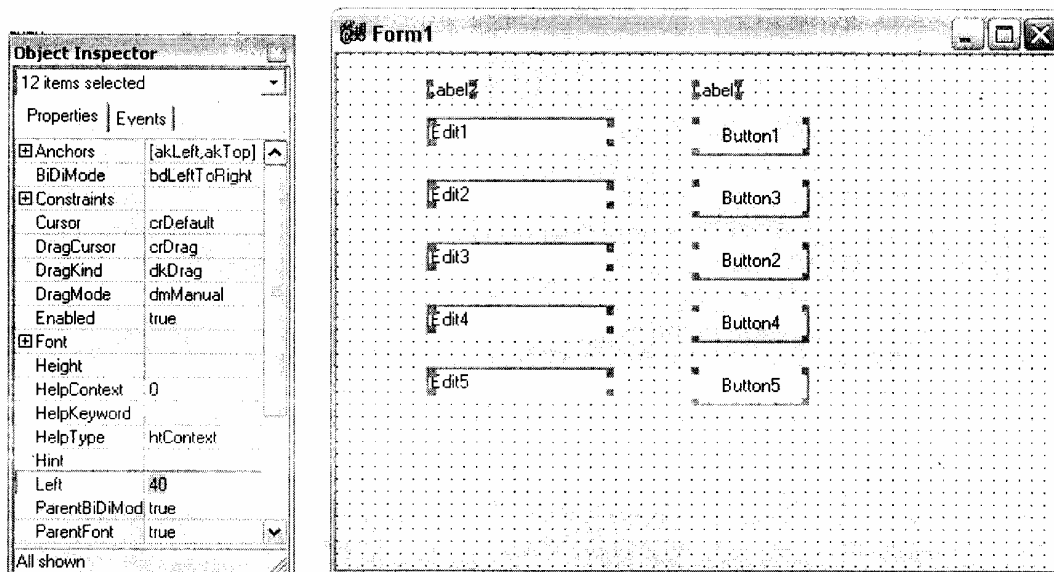 Object Inspector
12 items selected
Properties Events
Anchors [akLeft,akTop]
BiDiMode bdLeftToRight
Constraints
Cursor crDefault
DragCursor crDrag
DragKind dkDrag
DragMode dmManual
Enabled true
Font
Height
HelpContext 0
HelpKeyword
HelpType htContext
Hint
Left 40
ParentBiDiMod true
ParentFont true
All shown
Form1
Edit1 Button1
Edit2 Button3
Edit3 Button2
Edit4 Button4
Edit5 Button5